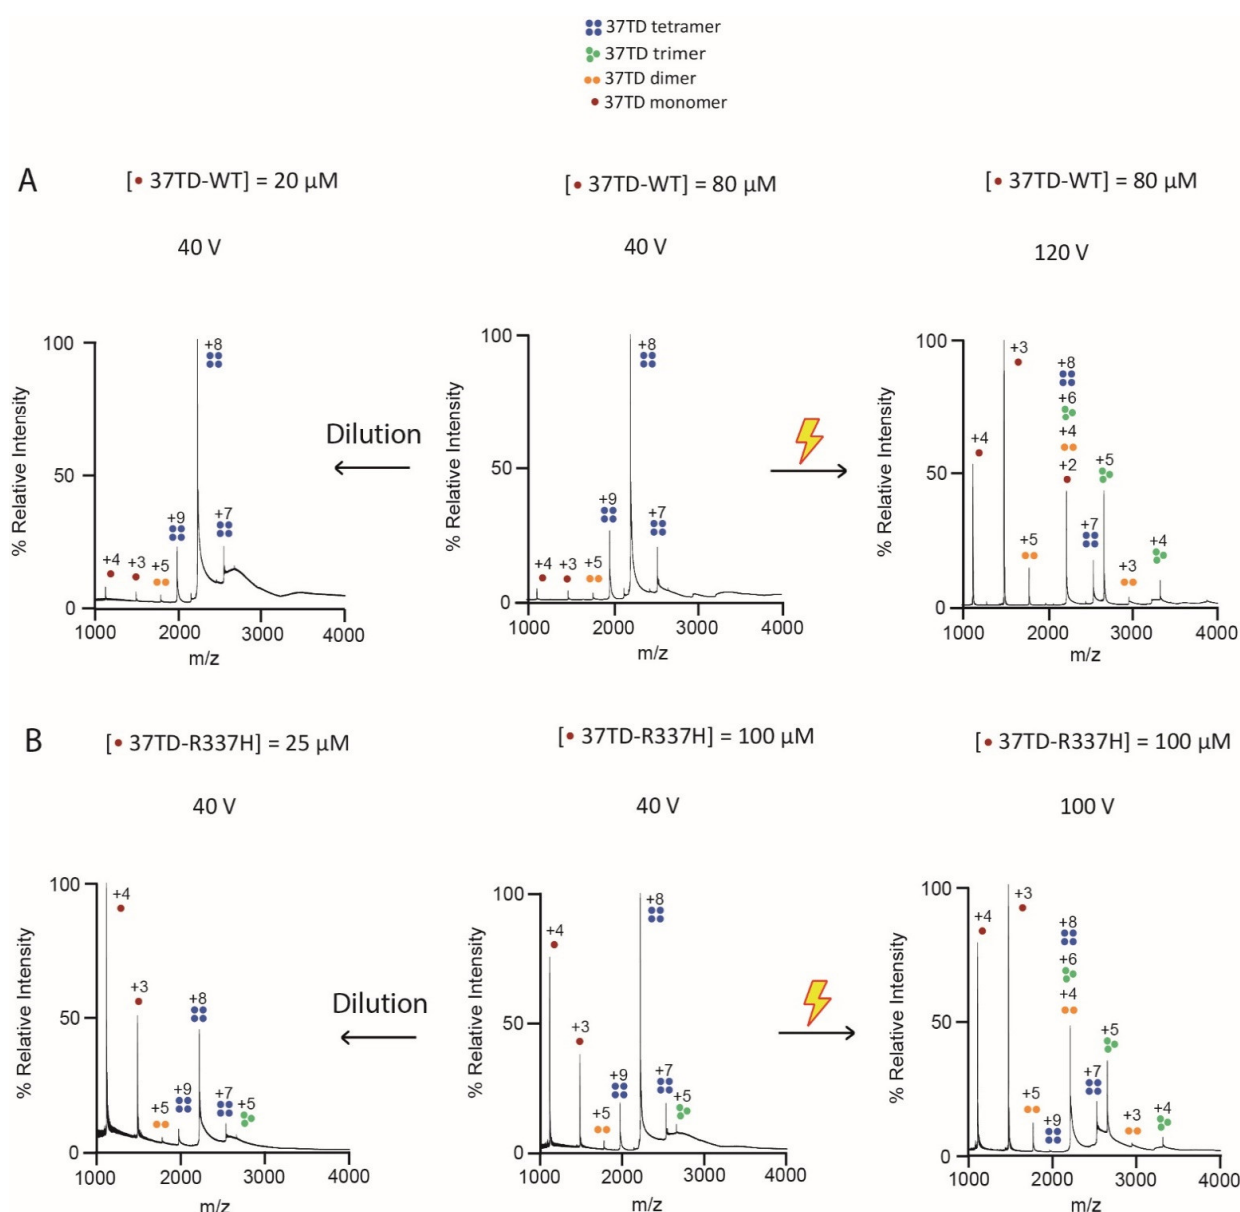 37TD tetramer
37TD trimer
37TD dimer
37TD monomer
A
[• 37TD-WT] = 20 µM
[• 37TD-WT] = 80 µM
[• 37TD-WT] = 80 µM
40 V
40 V
120 V
% Relative Intensity
100
50
0
+4
+3
+5
+9
+8
+7
1000
2000
3000
4000
m/z
Dilution
% Relative Intensity
100
50
0
+4
+3
+5
+9
+8
+7
1000
2000
3000
4000
m/z
% Relative Intensity
100
50
0
+4
+3
+5
+8
+6
+4
+2
+7
+5
+3
+4
1000
2000
3000
4000
m/z
B
[• 37TD-R337H] = 25 µM
[• 37TD-R337H] = 100 µM
[• 37TD-R337H] = 100 µM
40 V
40 V
100 V
% Relative Intensity
100
50
0
+4
+3
+5
+9
+8
+7
+5
1000
2000
3000
4000
m/z
Dilution
% Relative Intensity
100
50
0
+4
+3
+5
+9
+8
+7
+5
1000
2000
3000
4000
m/z
% Relative Intensity
100
50
0
+4
+3
+5
+9
+8
+6
+4
+7
+5
+3
+4
1000
2000
3000
4000
m/z